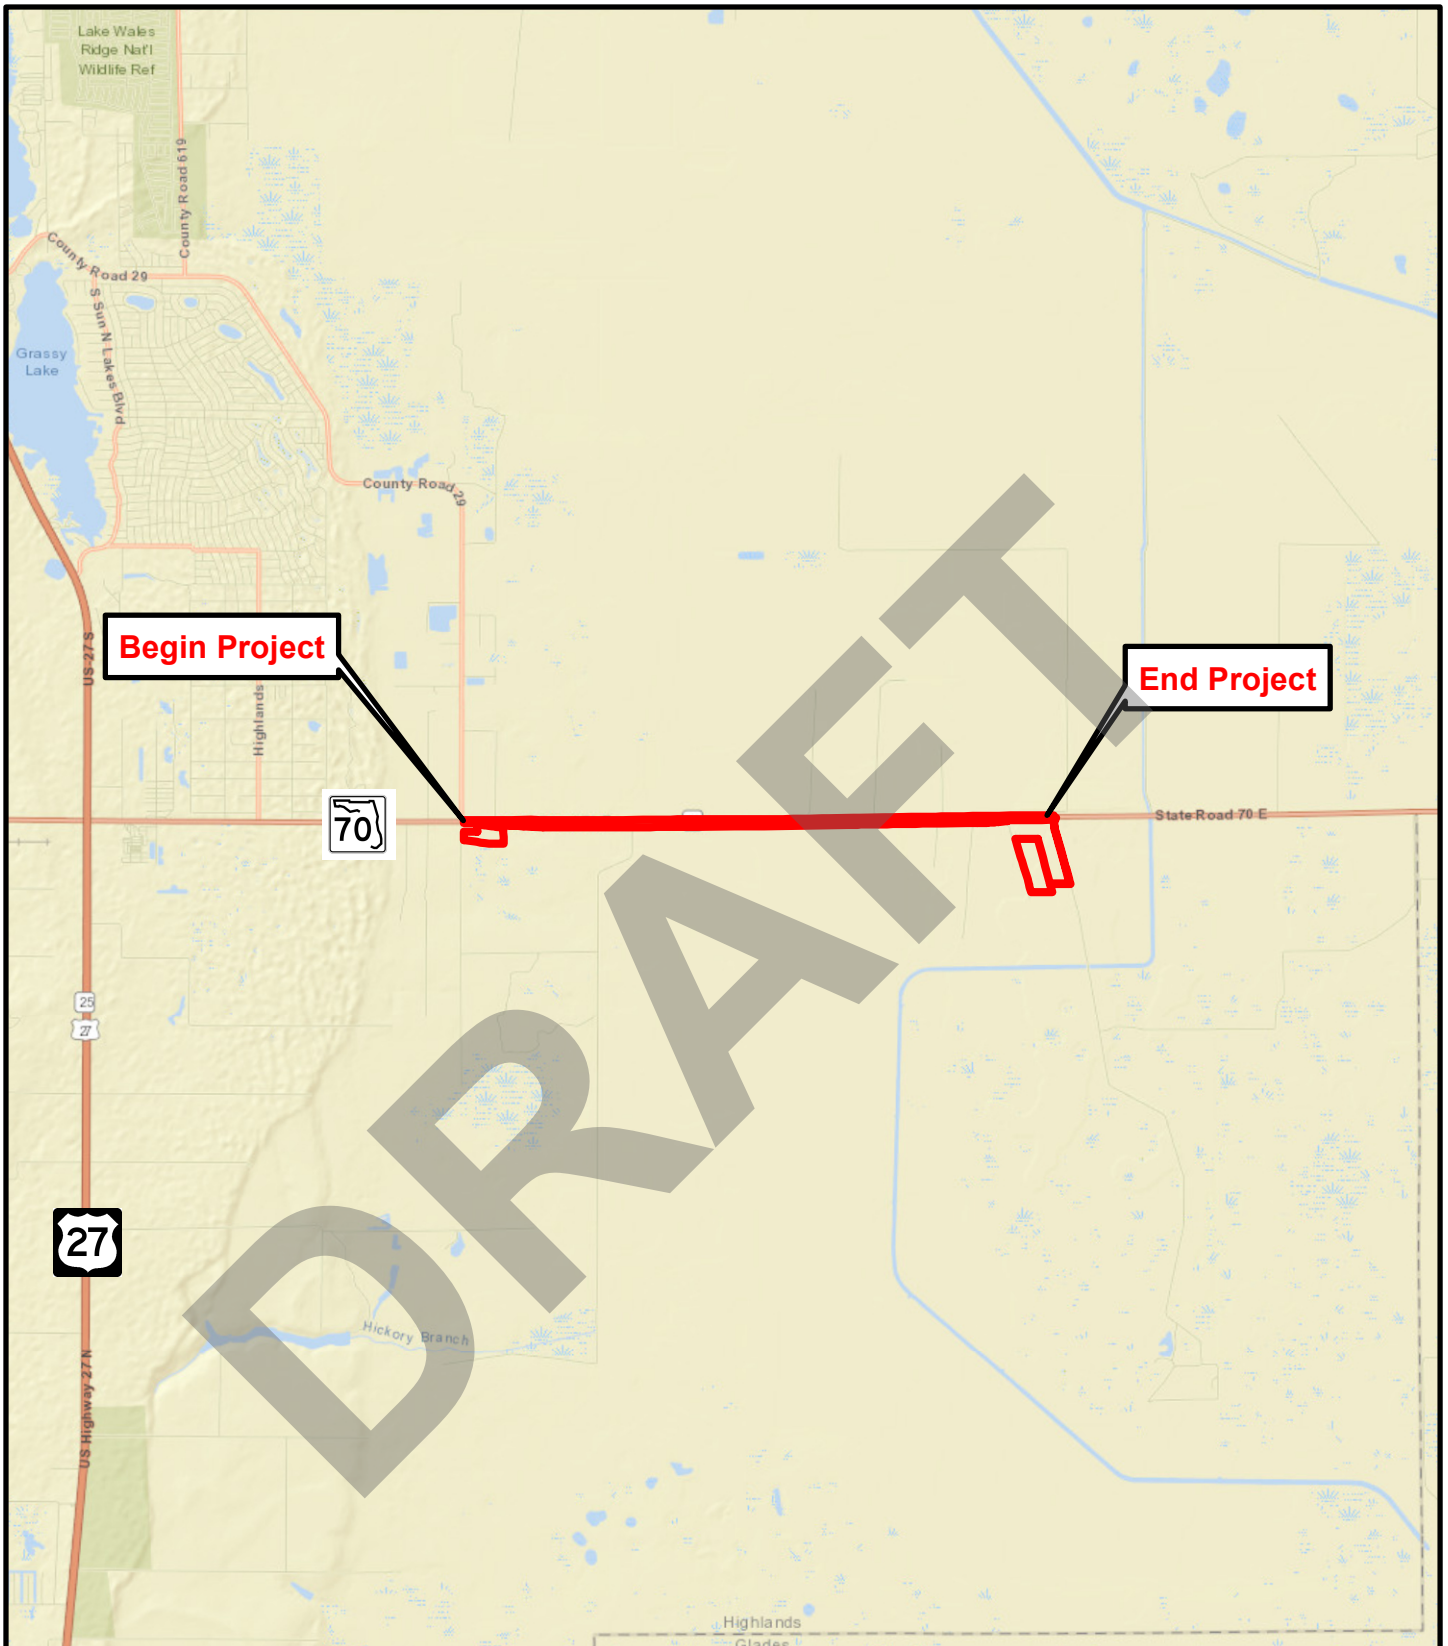 Lake Wales
Ridge Nat'l
Wildlife Ref
County Road 619
County Road 29
S Sun N Lakes Blvd
Grassy
Lake
County Road 29
US 27 S
Begin Project
End Project
Highlands
70
State Road 70 E
DRAFT
25
27
27
Hickory Branch
US Highway 27 N
Highlands
Glades